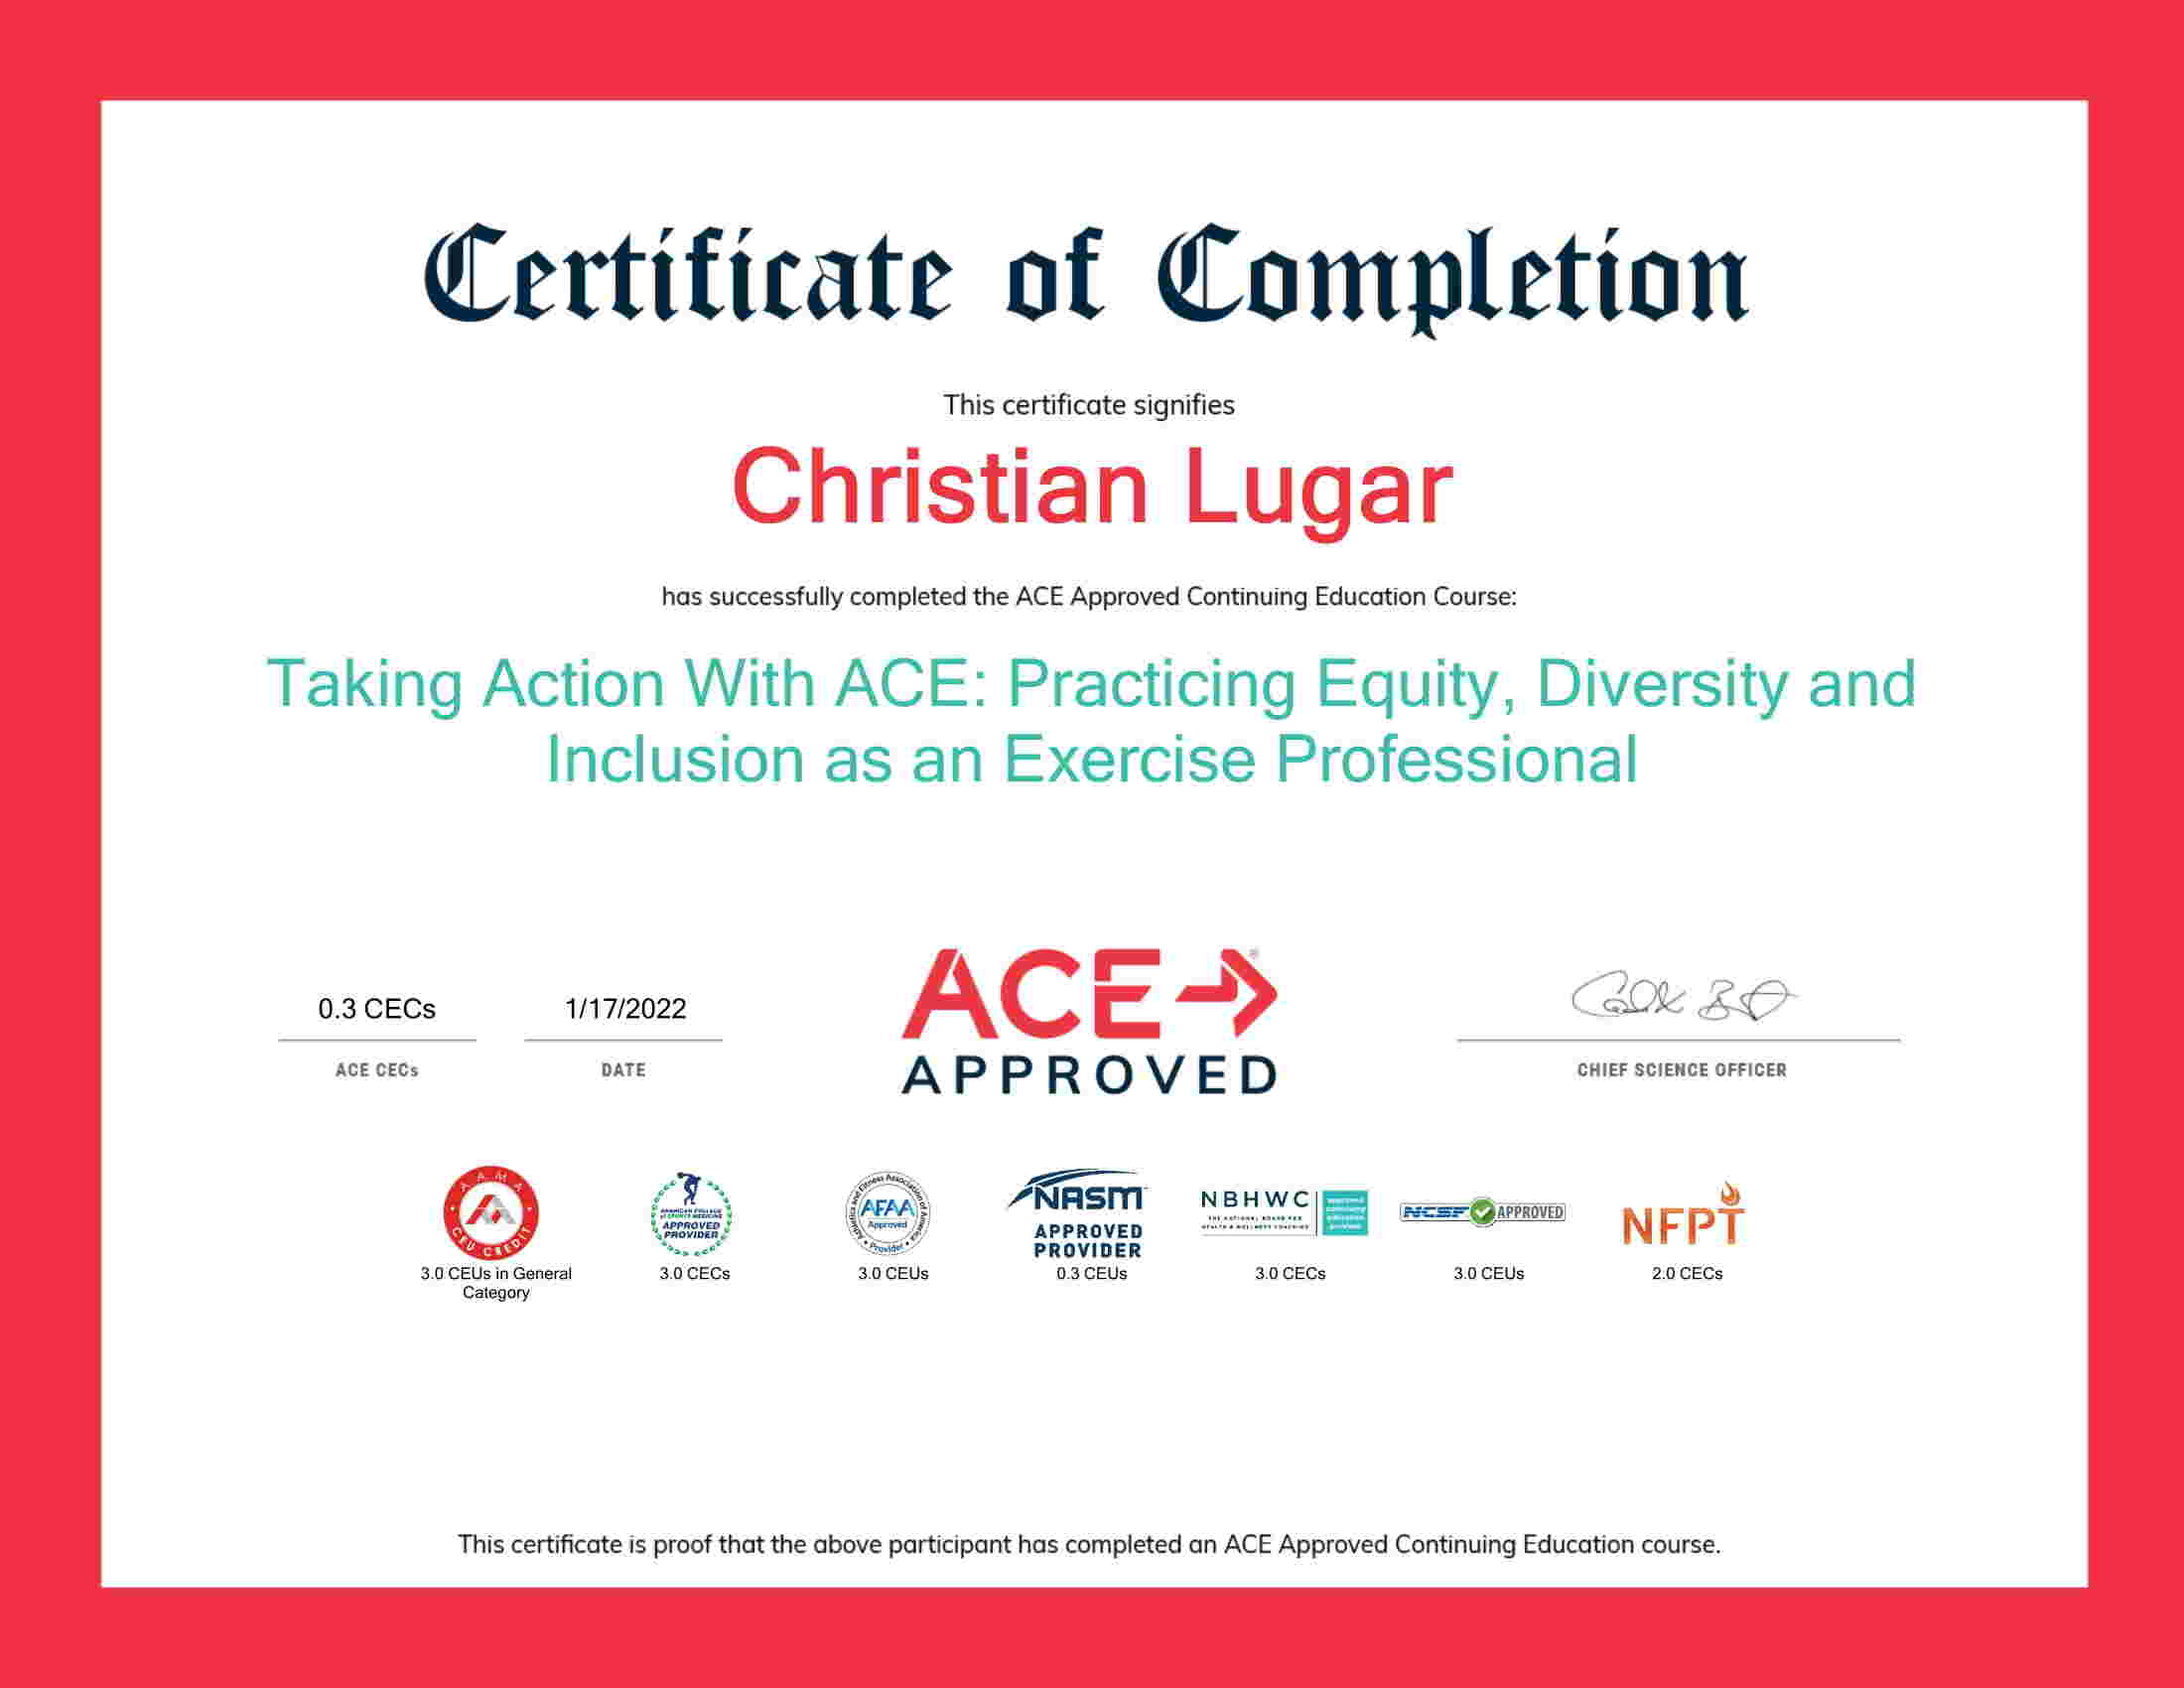 Certificate of Completion
This certificate signifies
Christian Lugar
has successfully completed the ACE Approved Continuing Education Course:
Taking Action With ACE: Practicing Equity, Diversity and
Inclusion as an Exercise Professional
0.3 CECs
ACE CECs
1/17/2022
DATE
ACE ®
APPROVED
CHIEF SCIENCE OFFICER
AAMA
CEU CREDIT
3.0 CEUs in General
Category
AMERICAN COLLEGE
of SPORTS MEDICINE
APPROVED
PROVIDER
3.0 CECs
Athletics and Fitness Association of America
AFAA
Approved
Provider
3.0 CEUs
NASM
APPROVED
PROVIDER
0.3 CEUs
NBHWC
THE NATIONAL BOARD FOR
HEALTH & WELLNESS COACHING
approved
continuing
education
provider
3.0 CECs
NCSF APPROVED
3.0 CEUs
NFPT
2.0 CECs
This certificate is proof that the above participant has completed an ACE Approved Continuing Education course.